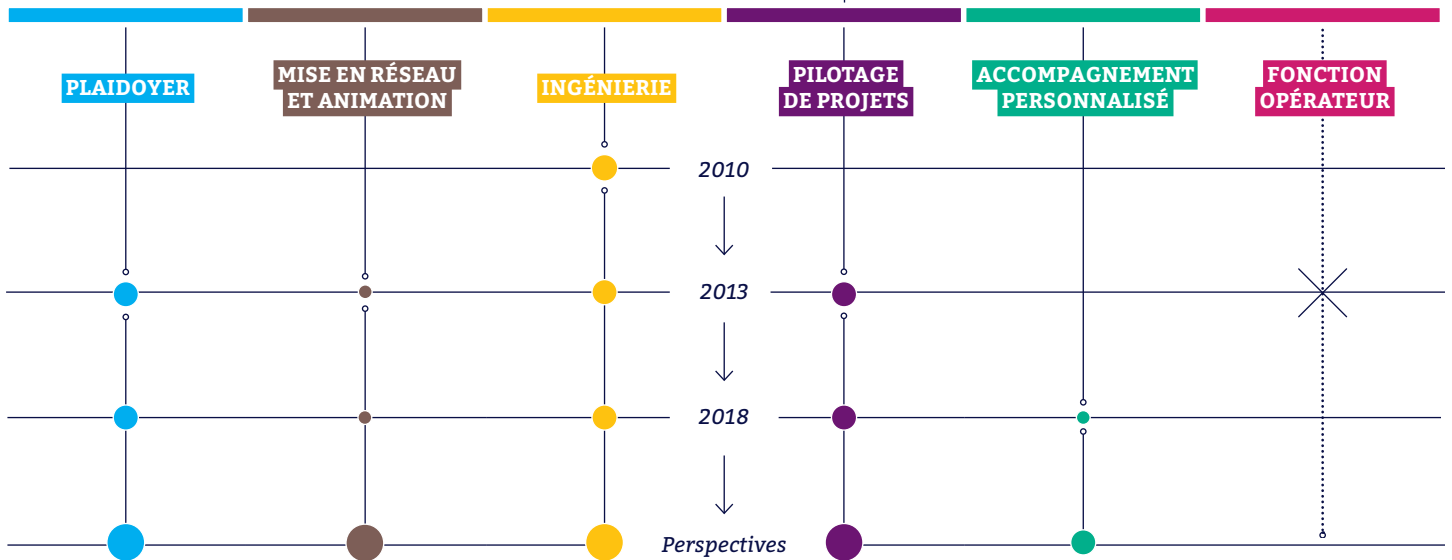 PLAIDOYER
MISE EN RÉSEAU
ET ANIMATION
INGÉNIERIE
PILOTAGE
DE PROJETS
ACCOMPAGNEMENT
PERSONNALISÉ
FONCTION
OPÉRATEUR
2010
2013
2018
Perspectives